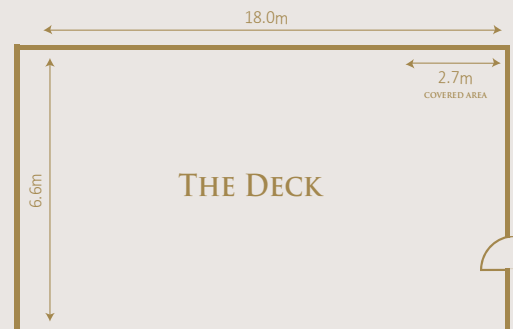 18.0m
2.7m
COVERED AREA
6.6m
THE DECK